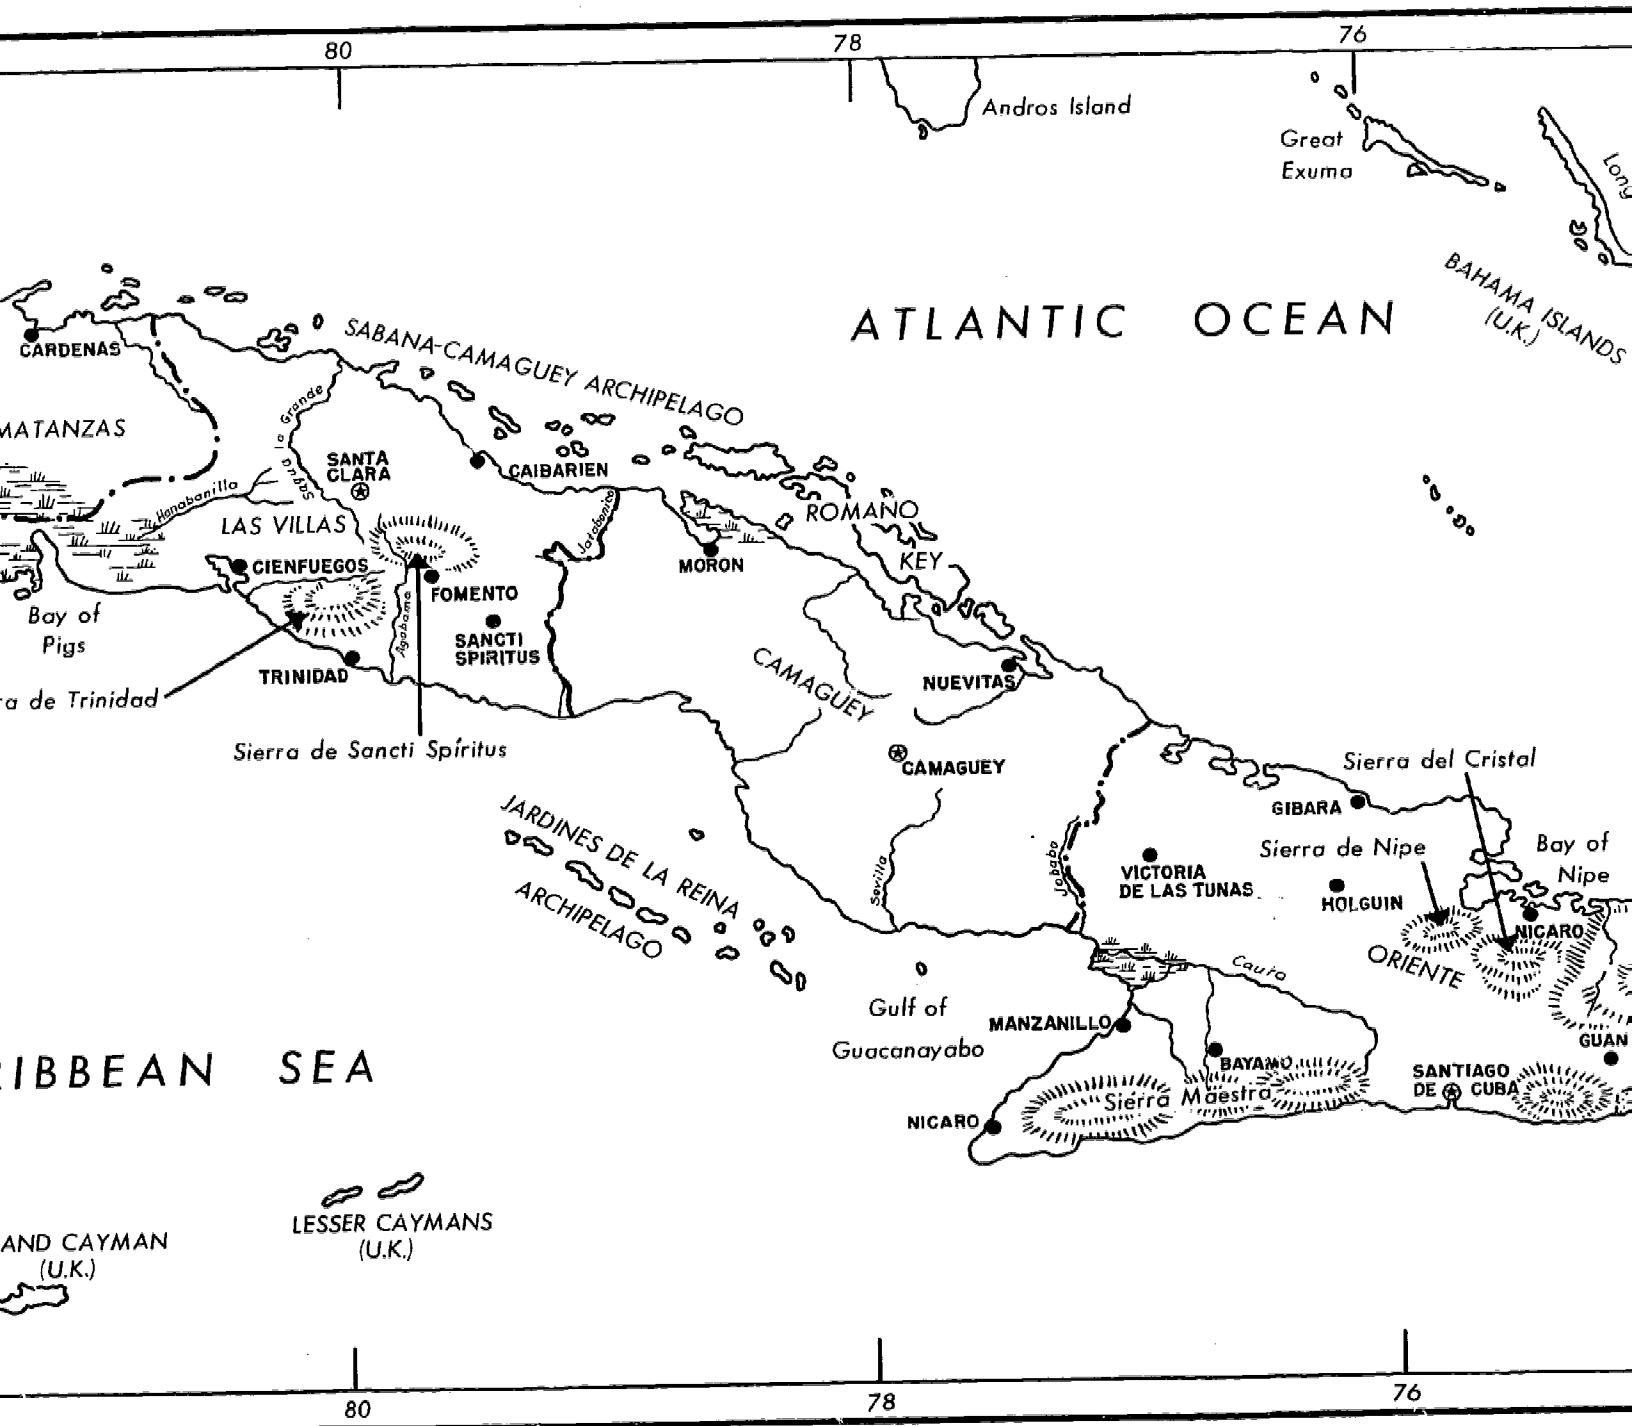 80
78
76
Andros Island
Great
Exuma
Long
BAHAMA ISLANDS
(U.K.)
ATLANTIC OCEAN
SABANA-CAMAGUEY ARCHIPELAGO
CARDENAS
MATANZAS
Sagua la Grande
SANTA
CLARA
CAIBARIEN
Hanabanilla
LAS VILLAS
Jatabonico
ROMANO
KEY
MORON
CIENFUEGOS
FOMENTO
Agabama
Bay of
Pigs
SANCTI
SPIRITUS
TRINIDAD
ra de Trinidad
Sierra de Sancti Spíritus
CAMAGUEY
NUEVITAS
CAMAGUEY
Sierra del Cristal
GIBARA
JARDINES DE LA REINA
ARCHIPELAGO
Sierra de Nipe
Bay of
Nipe
Sevilla
Jobabo
VICTORIA
DE LAS TUNAS
HOLGUIN
NICARO
ORIENTE
Cauto
Gulf of
Guacanayabo
MANZANILLO
GUAN
BAYAMO
SANTIAGO
DE CUBA
Sierra Maestra
NICARO
RIBBEAN SEA
LESSER CAYMANS
(U.K.)
AND CAYMAN
(U.K.)
80
78
76